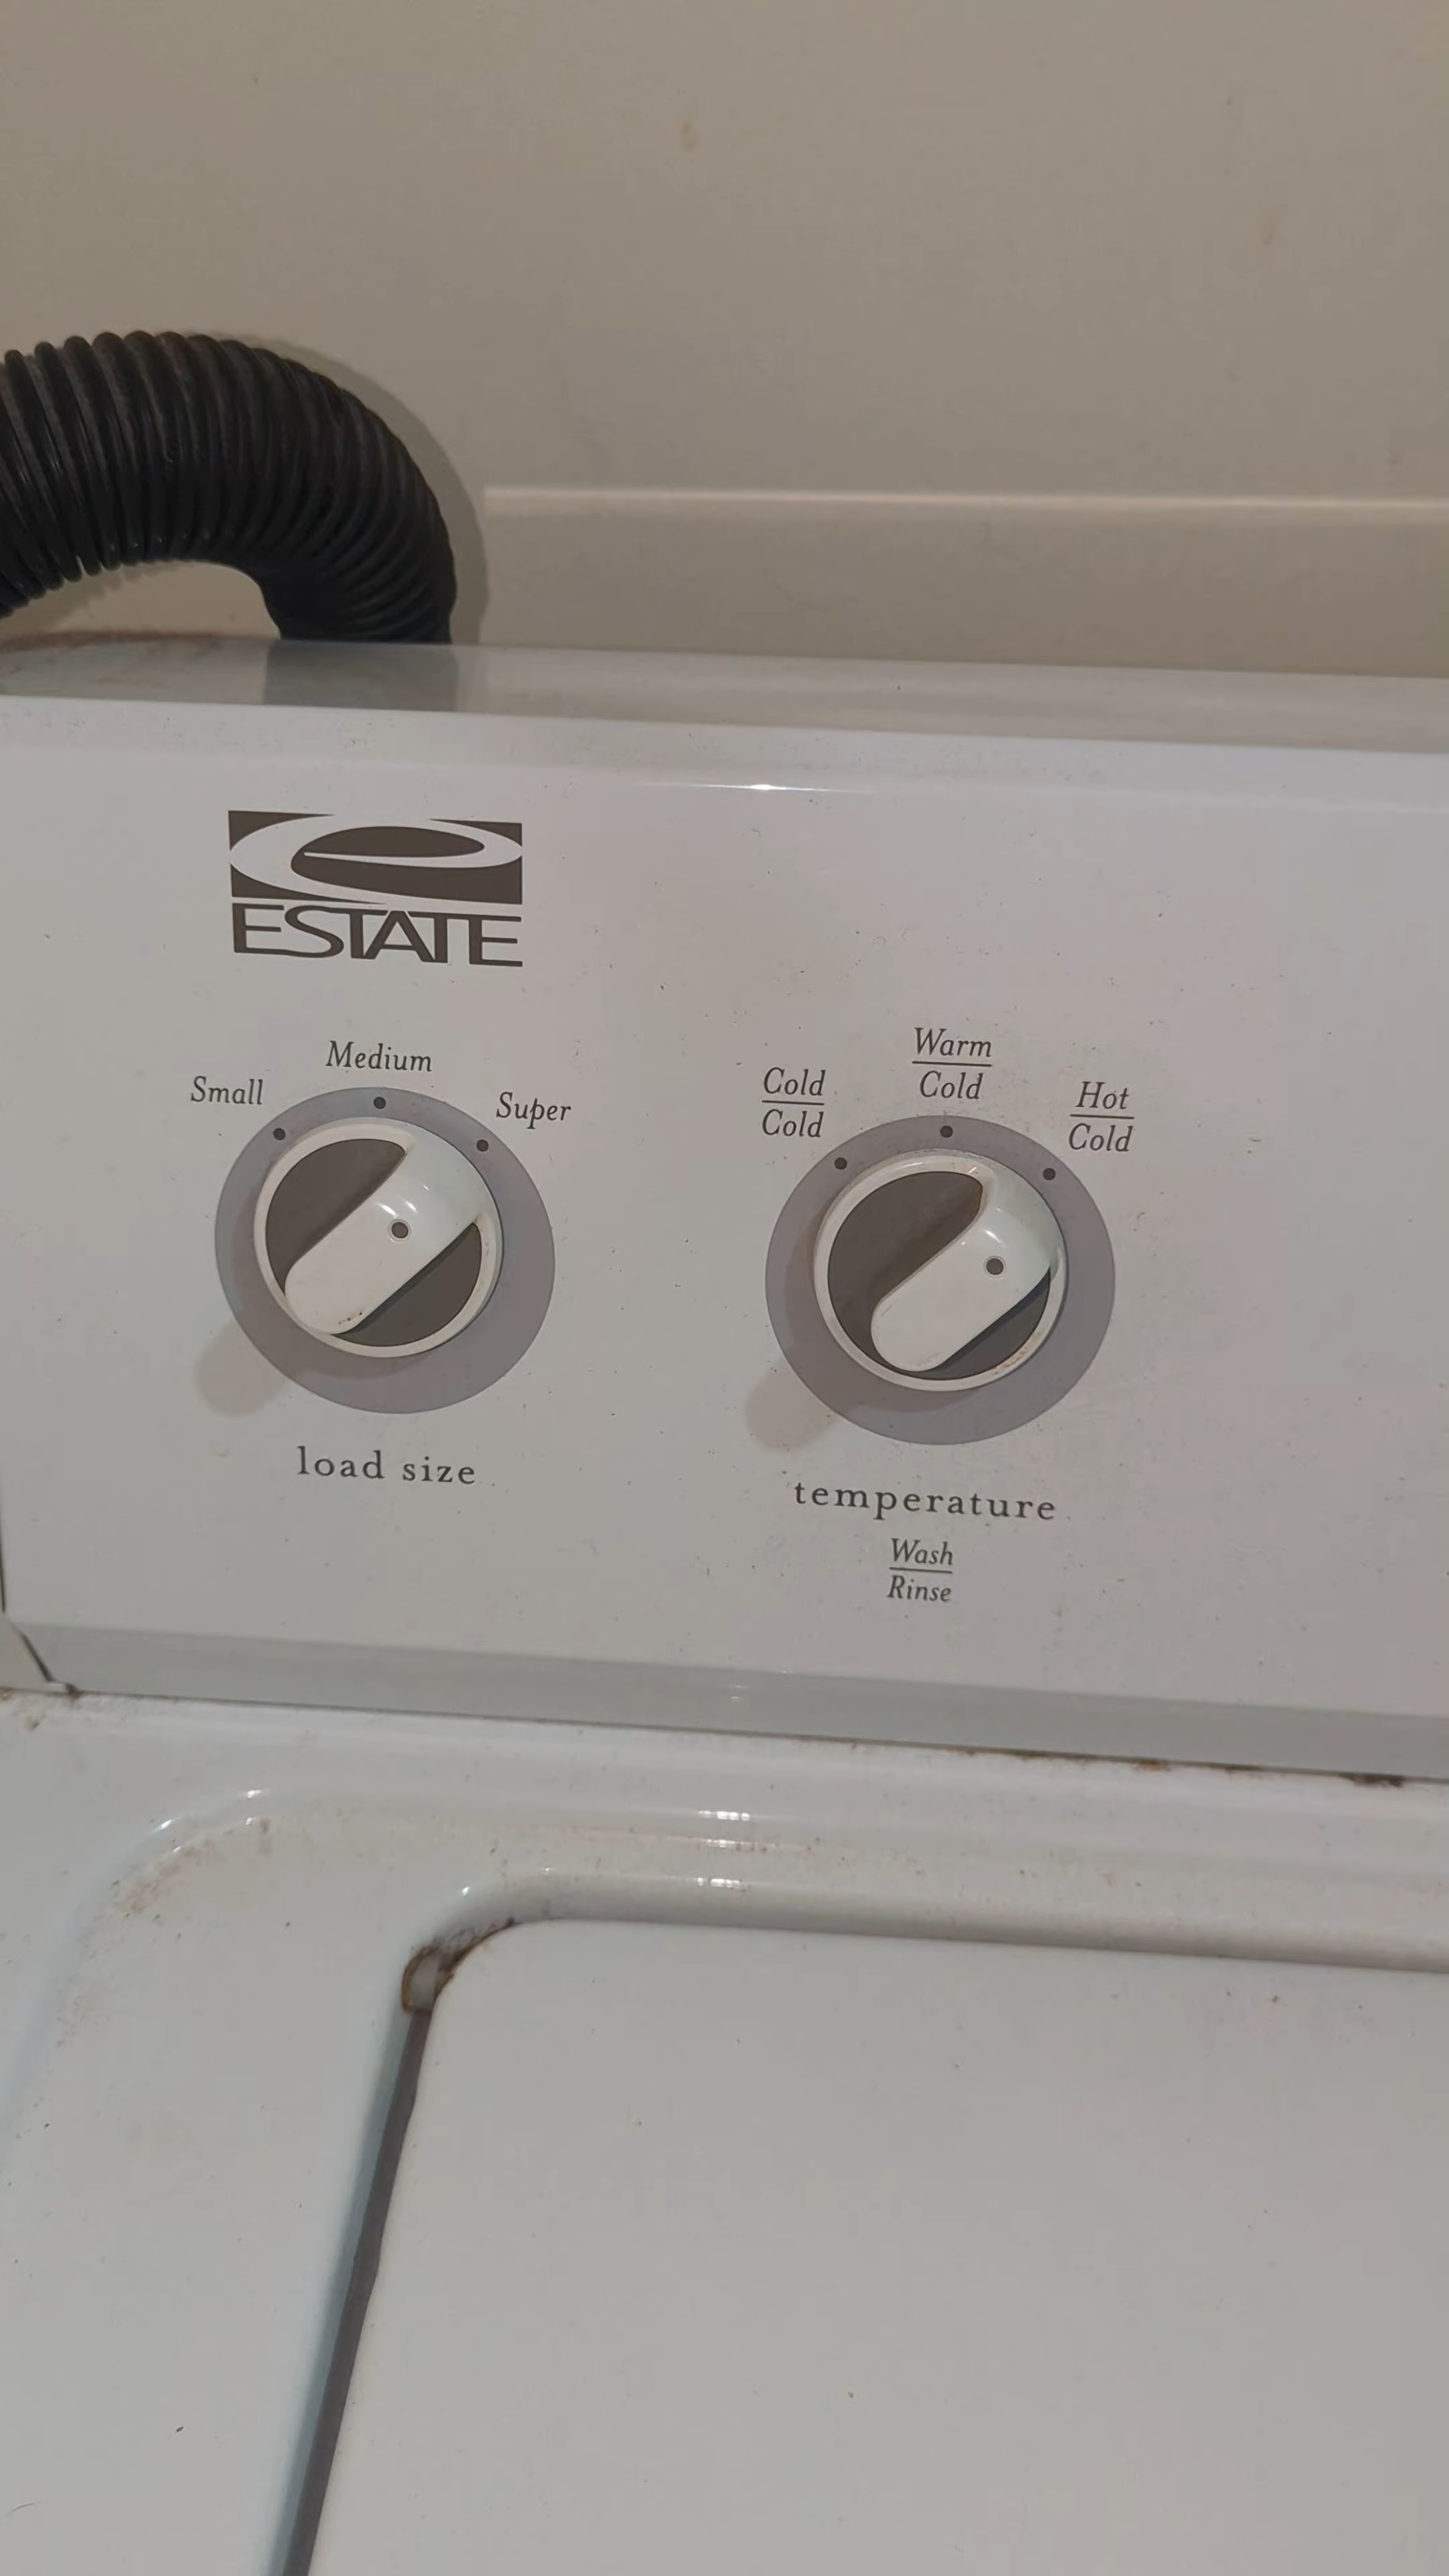 ESTATE
Small
Medium
Super
load size
Cold
Cold
Warm
Cold
Hot
Cold
temperature
Wash
Rinse